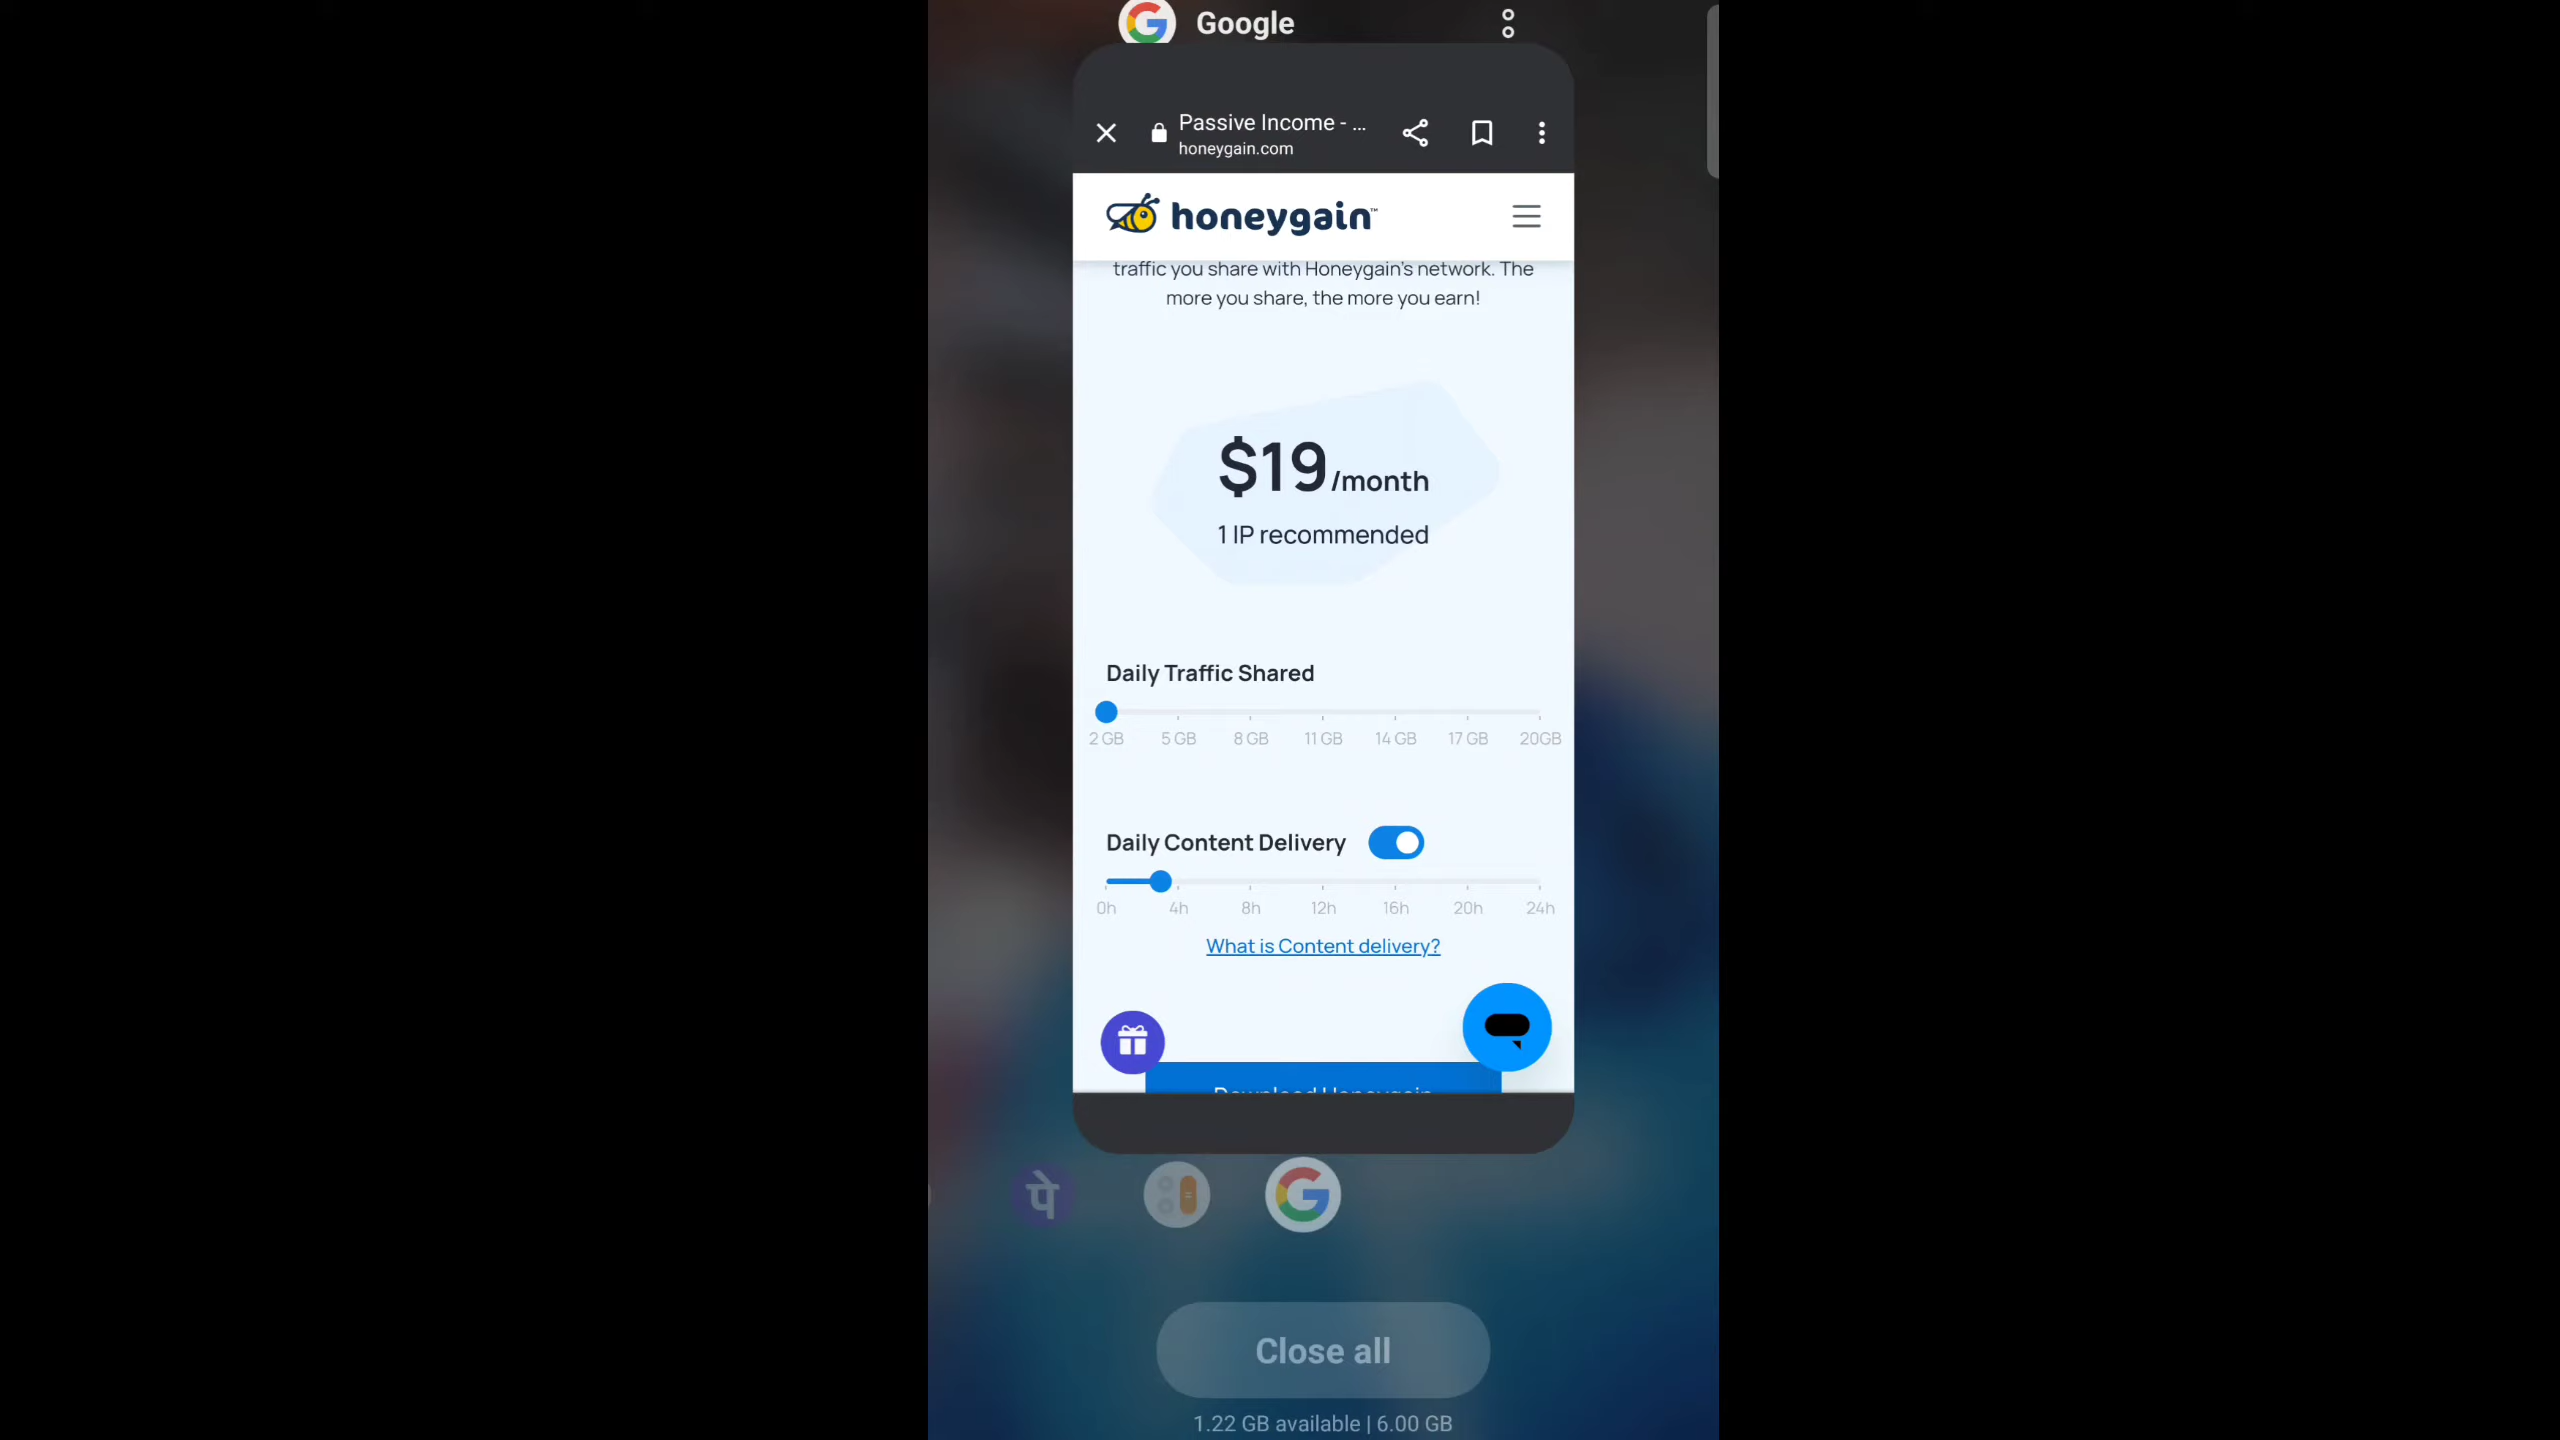 Google
Passive Income - ...
honeygain.com
honeygain™
traffic you share with Honeygain's network. The
more you share, the more you earn!
$19/month
1 IP recommended
Daily Traffic Shared
2 GB 5 GB 8 GB 11 GB 14 GB 17 GB 20GB
Daily Content Delivery
0h 4h 8h 12h 16h 20h 24h
What is Content delivery?
Download Honeygain
पे
Close all
1.22 GB available | 6.00 GB